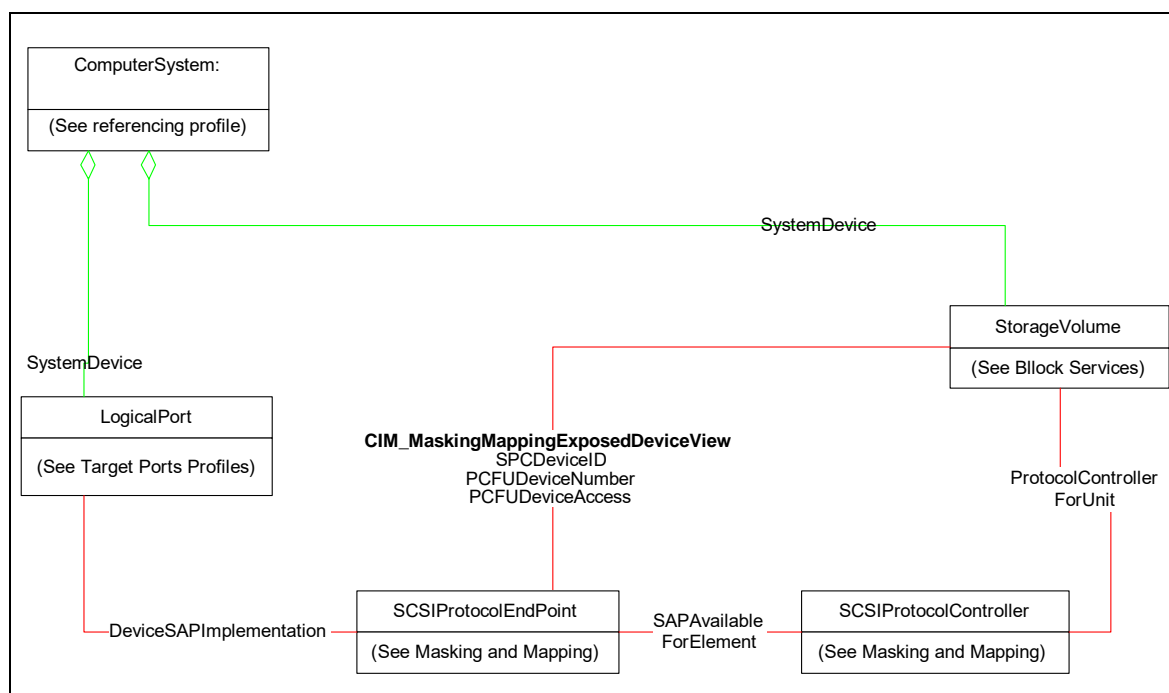 ComputerSystem:
(See referencing profile)
SystemDevice
StorageVolume
(See Bllock Services)
SystemDevice
LogicalPort
(See Target Ports Profiles)
CIM_MaskingMappingExposedDeviceView
SPCDeviceID
PCFUDeviceNumber
PCFUDeviceAccess
ProtocolController
ForUnit
DeviceSAPImplementation
SCSIProtocolEndPoint
(See Masking and Mapping)
SAPAvailable
ForElement
SCSIProtocolController
(See Masking and Mapping)